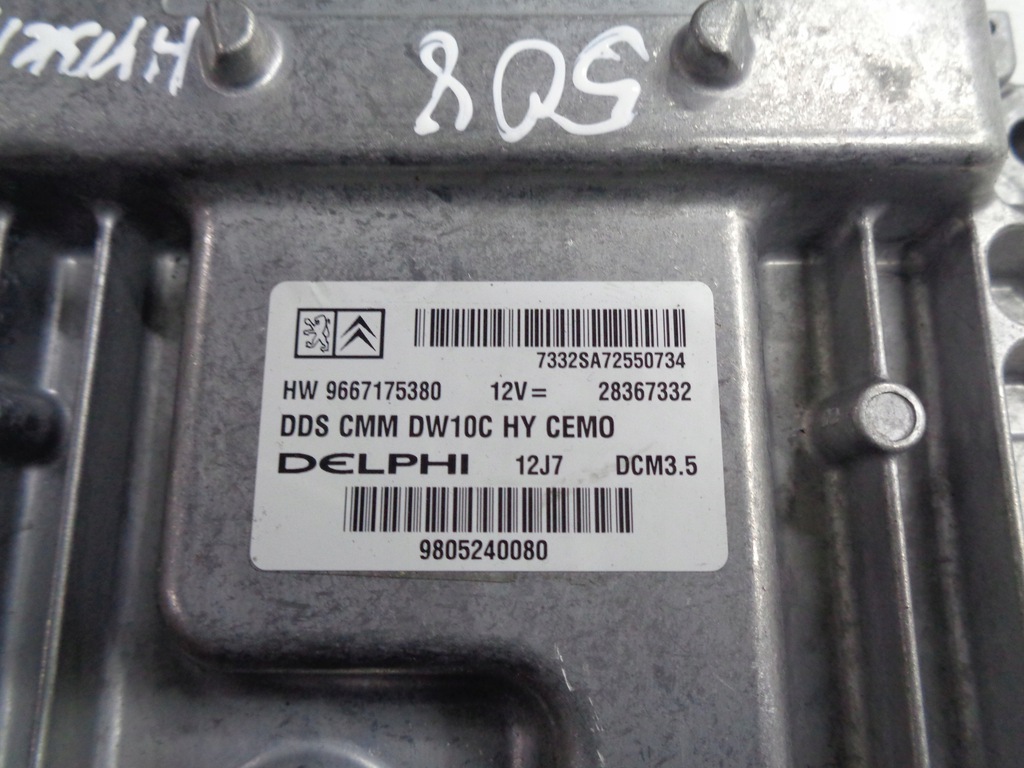 508
7332SA72550734
HW 9667175380 12V= 28367332
DDS CMM DW10C HY CEMO
DELPHI 12J7 DCM3.5
9805240080